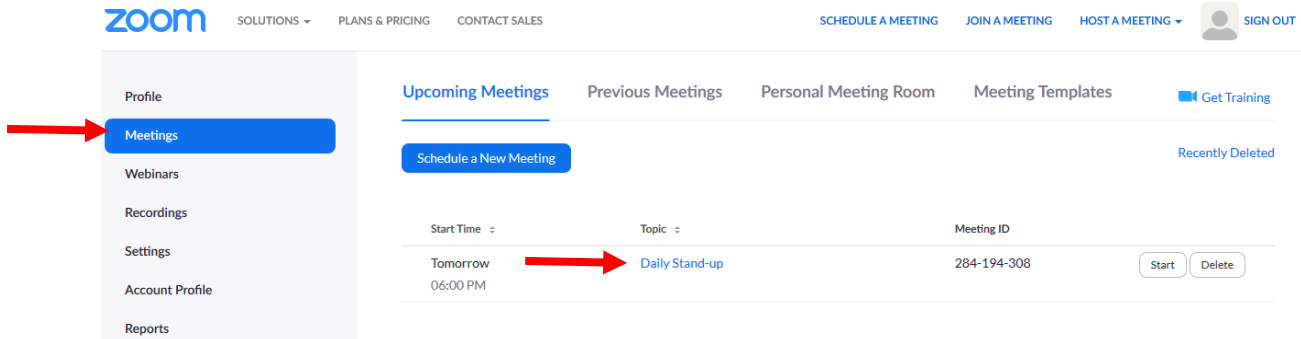 zoom SOLUTIONS PLANS & PRICING CONTACT SALES SCHEDULE A MEETING JOIN A MEETING HOST A MEETING SIGN OUT
Profile
Meetings
Webinars
Recordings
Settings
Account Profile
Reports
Upcoming Meetings Previous Meetings Personal Meeting Room Meeting Templates Get Training
Schedule a New Meeting Recently Deleted
Start Time Topic Meeting ID
Tomorrow Daily Stand-up 284-194-308 Start Delete
06:00 PM